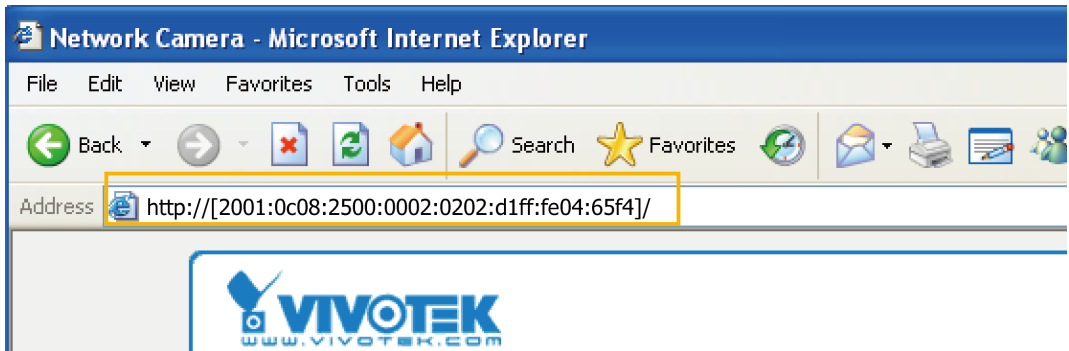 Network Camera - Microsoft Internet Explorer
File Edit View Favorites Tools Help
Back Search Favorites
Address http://[2001:0c08:2500:0002:0202:d1ff:fe04:65f4]/
VIVOTEK
www.vivotek.com